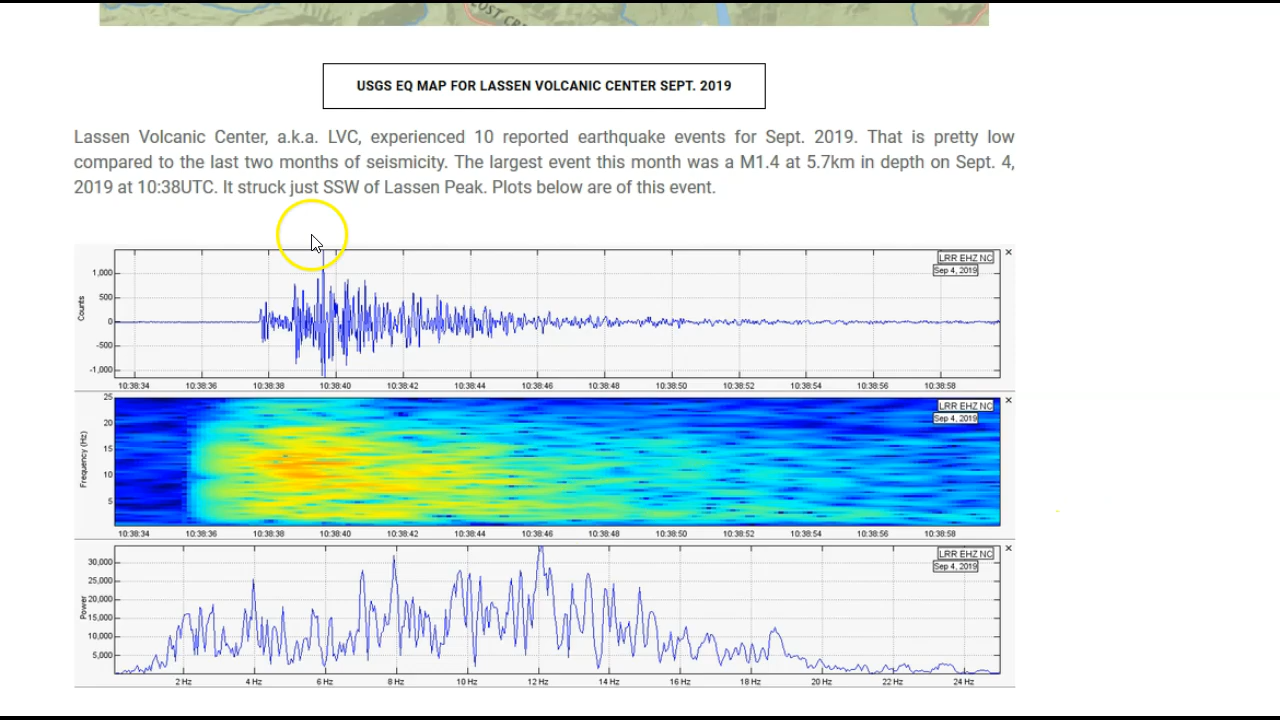 LOST CR
USGS EQ MAP FOR LASSEN VOLCANIC CENTER SEPT. 2019
Lassen Volcanic Center, a.k.a. LVC, experienced 10 reported earthquake events for Sept. 2019. That is pretty low
compared to the last two months of seismicity. The largest event this month was a M1.4 at 5.7km in depth on Sept. 4,
2019 at 10:38UTC. It struck just SSW of Lassen Peak. Plots below are of this event.
LRR EHZ NC
Sep 4, 2019
Counts
1,000
500
0
-500
-1,000
10:38:34 10:38:36 10:38:38 10:38:40 10:38:42 10:38:44 10:38:46 10:38:48 10:38:50 10:38:52 10:38:54 10:38:56 10:38:58
LRR EHZ NC
Sep 4, 2019
Frequency (Hz)
25
20
15
10
5
10:38:34 10:38:36 10:38:38 10:38:40 10:38:42 10:38:44 10:38:46 10:38:48 10:38:50 10:38:52 10:38:54 10:38:56 10:38:58
LRR EHZ NC
Sep 4, 2019
Power
30,000
25,000
20,000
15,000
10,000
5,000
2 Hz 4 Hz 6 Hz 8 Hz 10 Hz 12 Hz 14 Hz 16 Hz 18 Hz 20 Hz 22 Hz 24 Hz